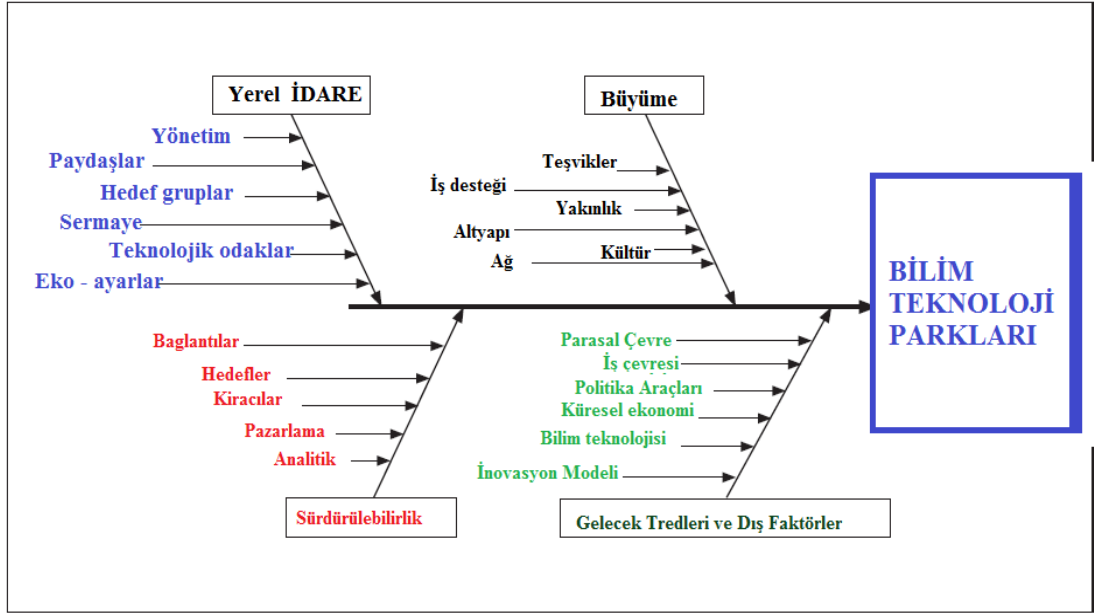 Yerel İDARE
Yönetim
Paydaşlar
Hedef gruplar
Sermaye
Teknolojik odaklar
Eko - ayarlar
Büyüme
Teşvikler
İş desteği
Yakınlık
Altyapı
Kültür
Ağ
BİLİM
TEKNOLOJİ
PARKLARI
Baglantılar
Hedefler
Kiracılar
Pazarlama
Analitik
Sürdürülebilirlik
Parasal Çevre
İş çevresi
Politika Araçları
Küresel ekonomi
Bilim teknolojisi
İnovasyon Modeli
Gelecek Tredleri ve Dış Faktörler